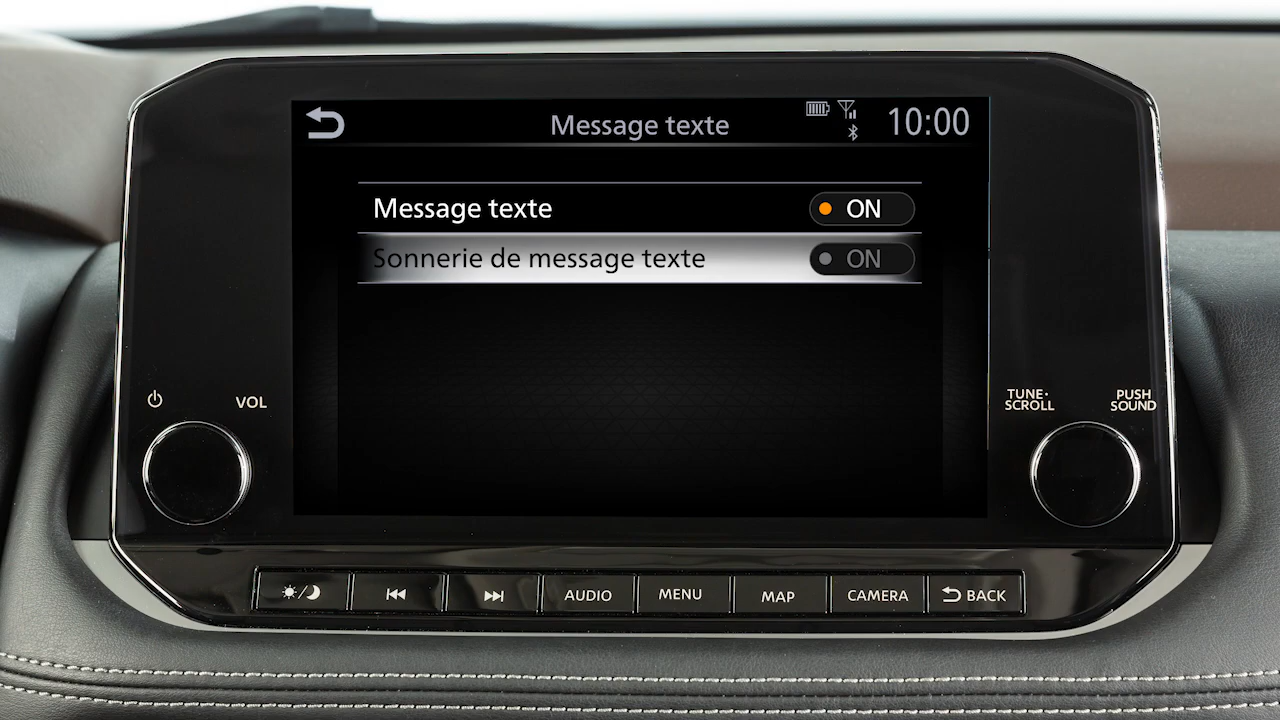 Message texte
10:00
Message texte ON
Sonnerie de message texte ON
VOL
TUNE·
SCROLL
PUSH
SOUND
AUDIO
MENU
MAP
CAMERA
BACK